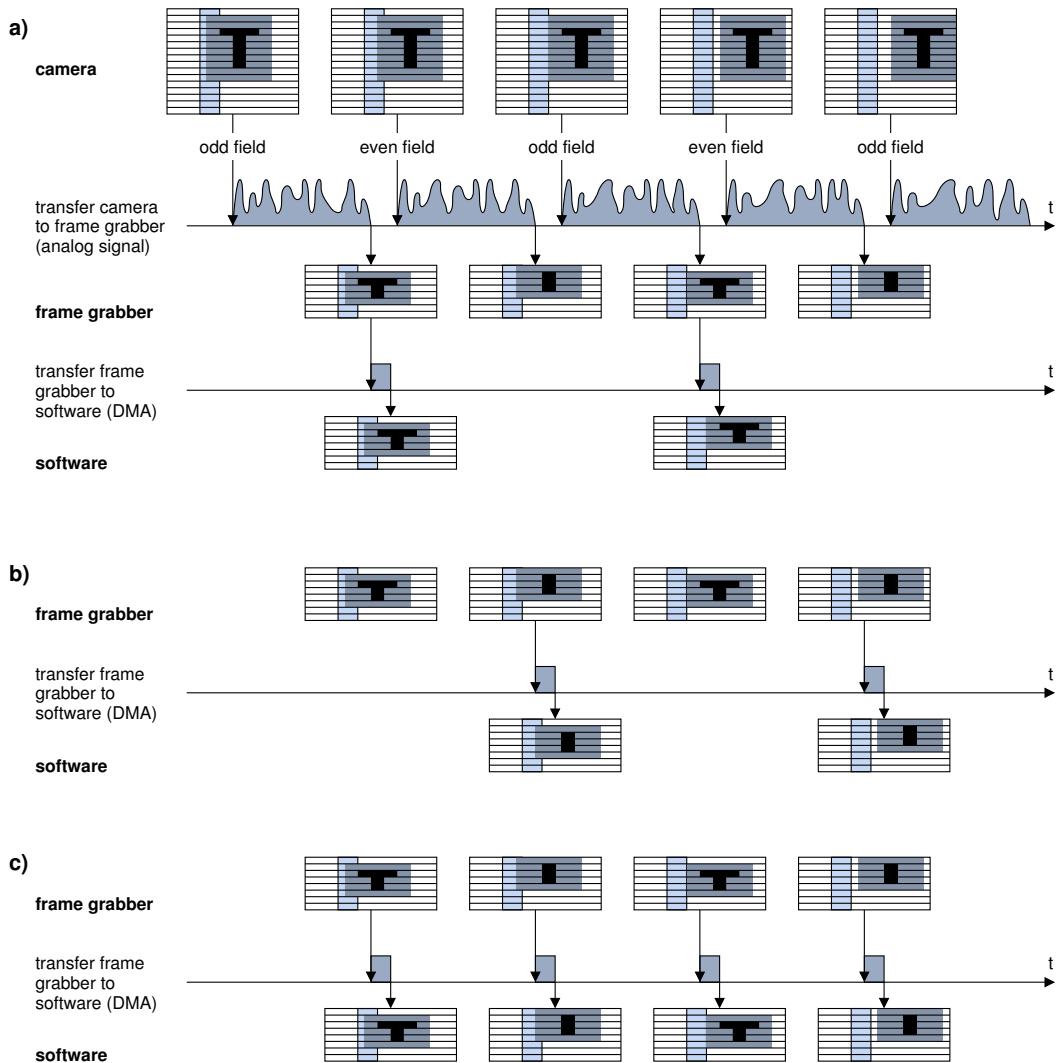 a)
camera
odd field
even field
odd field
even field
odd field
transfer camera
to frame grabber
(analog signal)
t
frame grabber
transfer frame
grabber to
software (DMA)
t
software
b)
frame grabber
transfer frame
grabber to
software (DMA)
t
software
c)
frame grabber
transfer frame
grabber to
software (DMA)
t
software